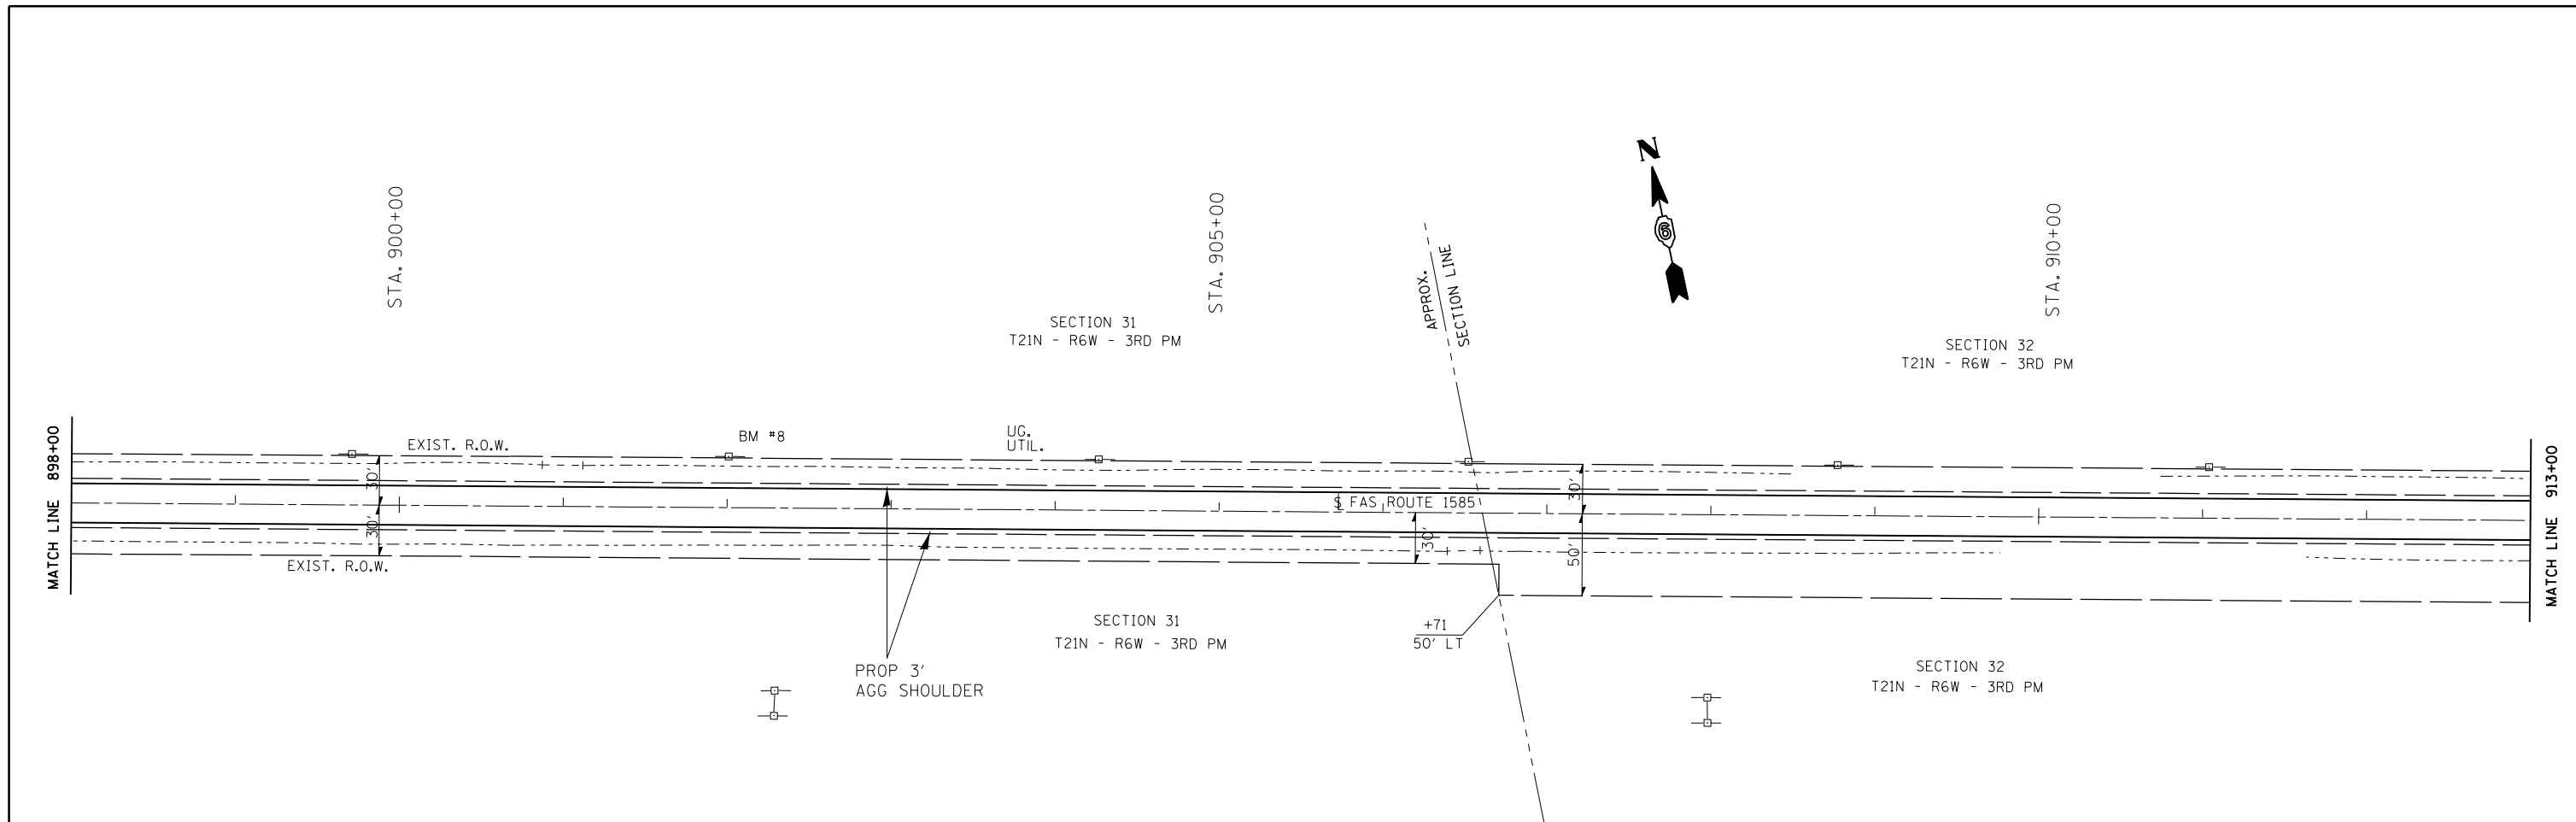 N
6
STA. 900+00
STA. 905+00
STA. 910+00
APPROX.
SECTION LINE
SECTION 31
T21N - R6W - 3RD PM
SECTION 32
T21N - R6W - 3RD PM
MATCH LINE 898+00
EXIST. R.O.W.
BM #8
UG.
UTIL.
MATCH LINE 913+00
30'
30'
FAS ROUTE 1585
30'
30'
50'
EXIST. R.O.W.
SECTION 31
T21N - R6W - 3RD PM
+71
50' LT
PROP 3'
AGG SHOULDER
SECTION 32
T21N - R6W - 3RD PM